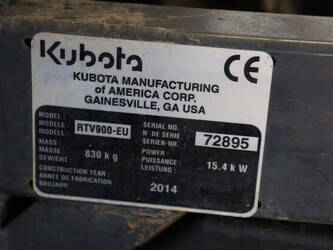 Kubota CE
KUBOTA MANUFACTURING
of AMERICA CORP.
GAINESVILLE, GA USA
MODEL :
MODELE :
MODELL : RTV900-EU
SERIAL NO. :
N° DE SERIE :
SERIEN-NR. : 72895
MASS
MASSE
GEWICHT : 830 kg
POWER :
PUISSANCE :
LEISTUNG : 15.4 kW
CONSTRUCTION YEAR :
ANNÉE DE FABRICATION
BAUJAHR 2014